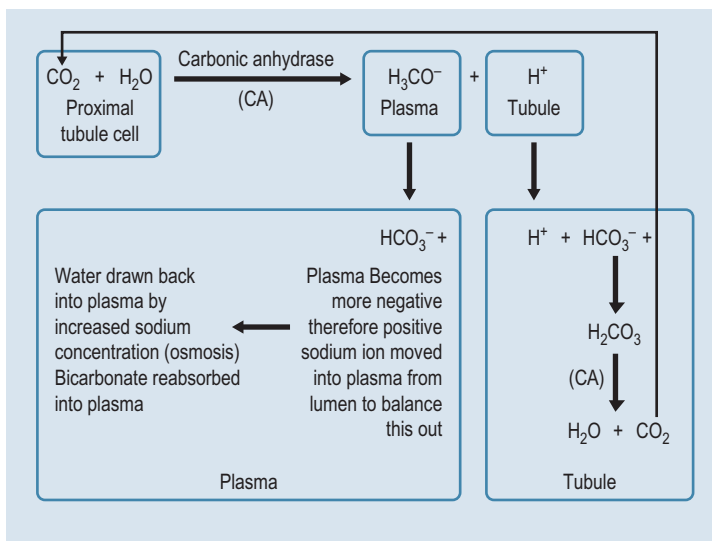 CO₂ + H₂O
Proximal
tubule cell
Carbonic anhydrase
(CA)
H₃CO⁻
Plasma
+
H⁺
Tubule
HCO₃⁻ +
Plasma Becomes
more negative
therefore positive
sodium ion moved
into plasma from
lumen to balance
this out
Water drawn back
into plasma by
increased sodium
concentration (osmosis)
Bicarbonate reabsorbed
into plasma
Plasma
H⁺ + HCO₃⁻ +
H₂CO₃
(CA)
H₂O + CO₂
Tubule